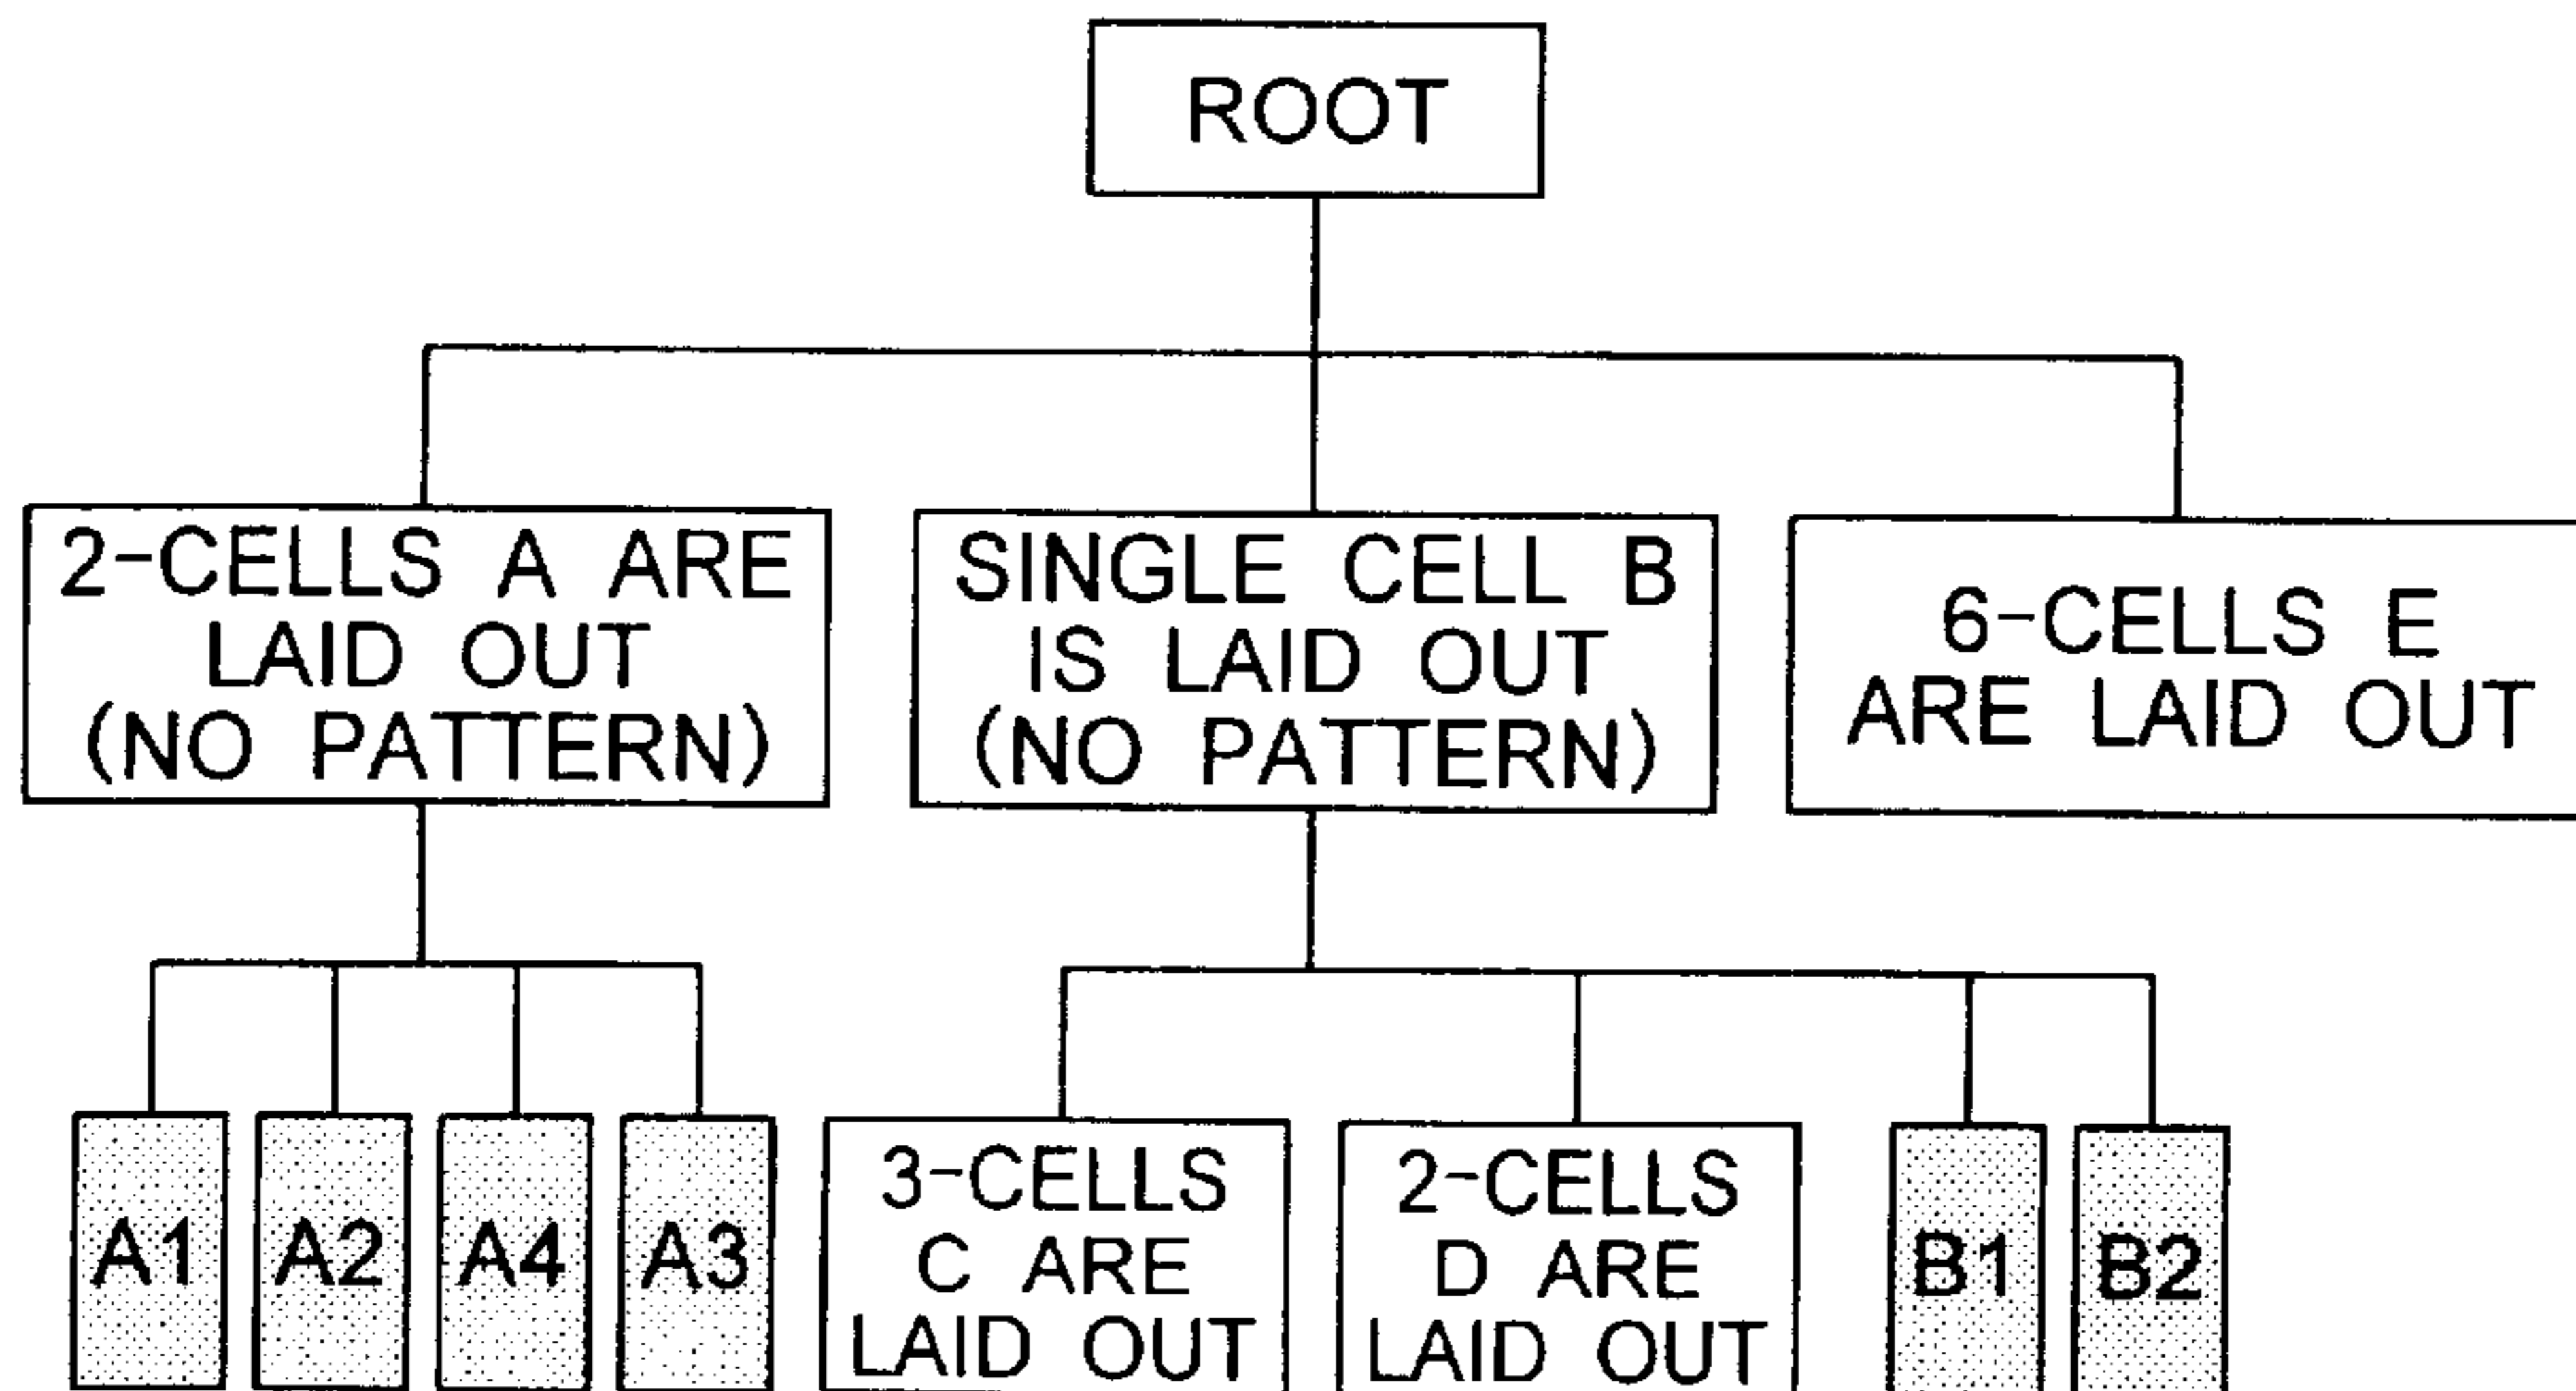 ROOT
2-CELLS A ARE
LAID OUT
(NO PATTERN)
SINGLE CELL B
IS LAID OUT
(NO PATTERN)
6-CELLS E
ARE LAID OUT
A1
A2
A4
A3
3-CELLS
C ARE
LAID OUT
2-CELLS
D ARE
LAID OUT
B1
B2